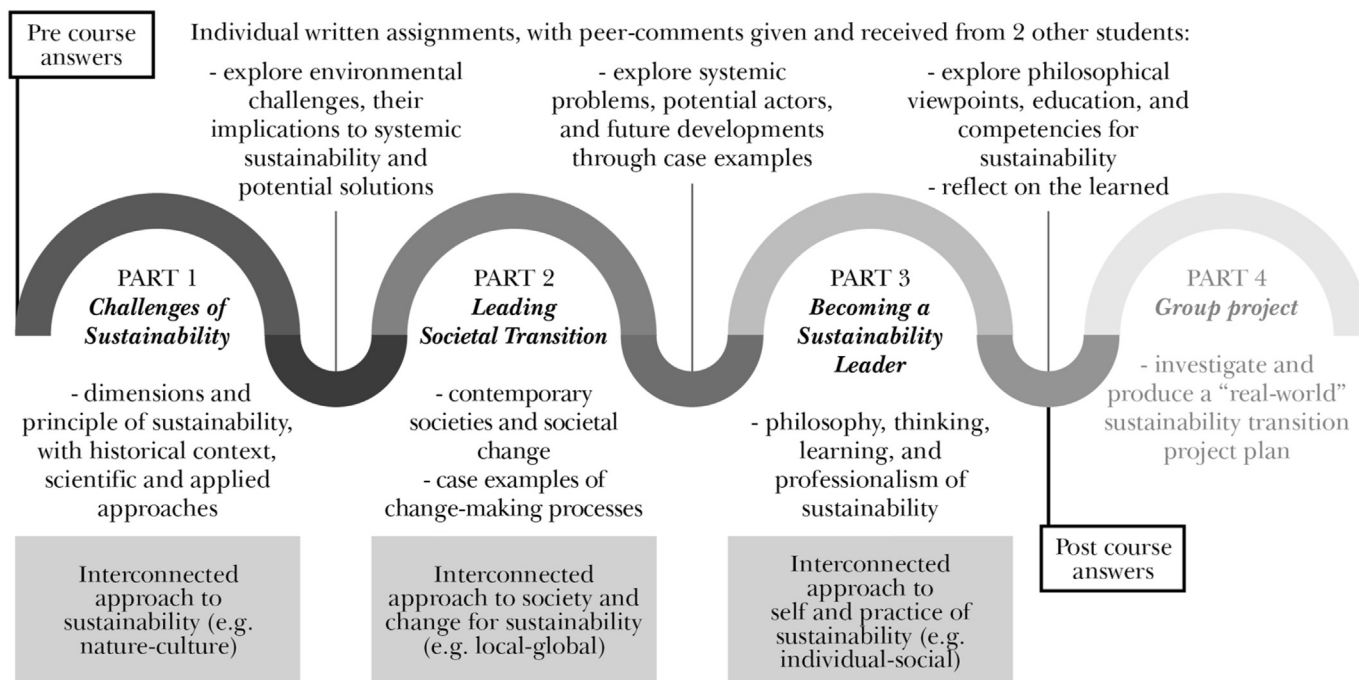 Pre course
answers
Individual written assignments, with peer-comments given and received from 2 other students:
- explore environmental
challenges, their
implications to systemic
sustainability and
potential solutions
- explore systemic
problems, potential actors,
and future developments
through case examples
- explore philosophical
viewpoints, education, and
competencies for
sustainability
- reflect on the learned
PART 1
Challenges of
Sustainability
- dimensions and
principle of sustainability,
with historical context,
scientific and applied
approaches
Interconnected
approach to
sustainability (e.g.
nature-culture)
PART 2
Leading
Societal Transition
- contemporary
societies and societal
change
- case examples of
change-making processes
Interconnected
approach to society and
change for sustainability
(e.g. local-global)
PART 3
Becoming a
Sustainability
Leader
- philosophy, thinking,
learning, and
professionalism of
sustainability
Interconnected
approach to
self and practice of
sustainability (e.g.
individual-social)
PART 4
Group project
- investigate and
produce a “real-world”
sustainability transition
project plan
Post course
answers